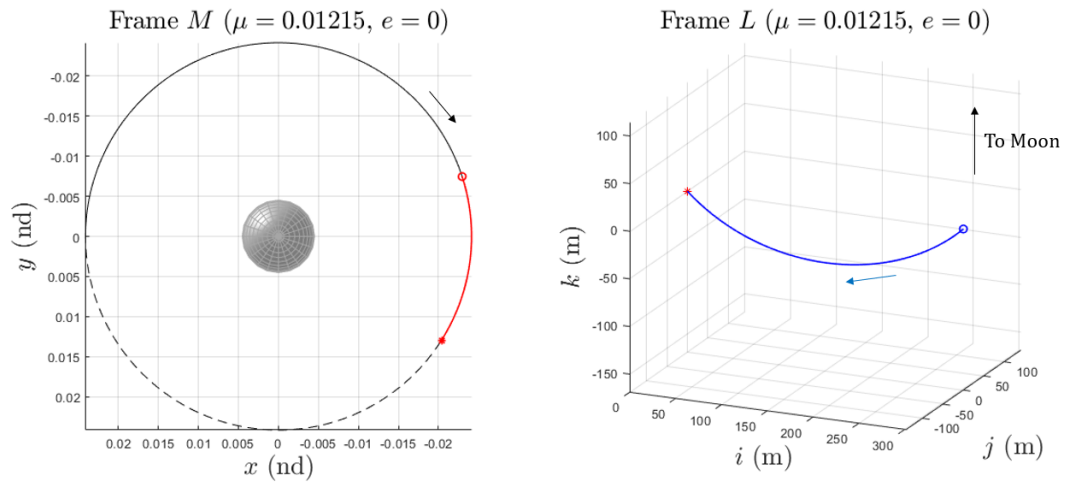 Frame M (μ = 0.01215, e = 0)
-0.02
-0.015
-0.01
-0.005
0
0.005
0.01
0.015
0.02
y (nd)
0.02 0.015 0.01 0.005 0 -0.005 -0.01 -0.015 -0.02
x (nd)
Frame L (μ = 0.01215, e = 0)
To Moon
100
50
0
-50
-100
-150
k (m)
0 50 100 150 200 250 300
i (m)
-100 -50 0 50 100
j (m)